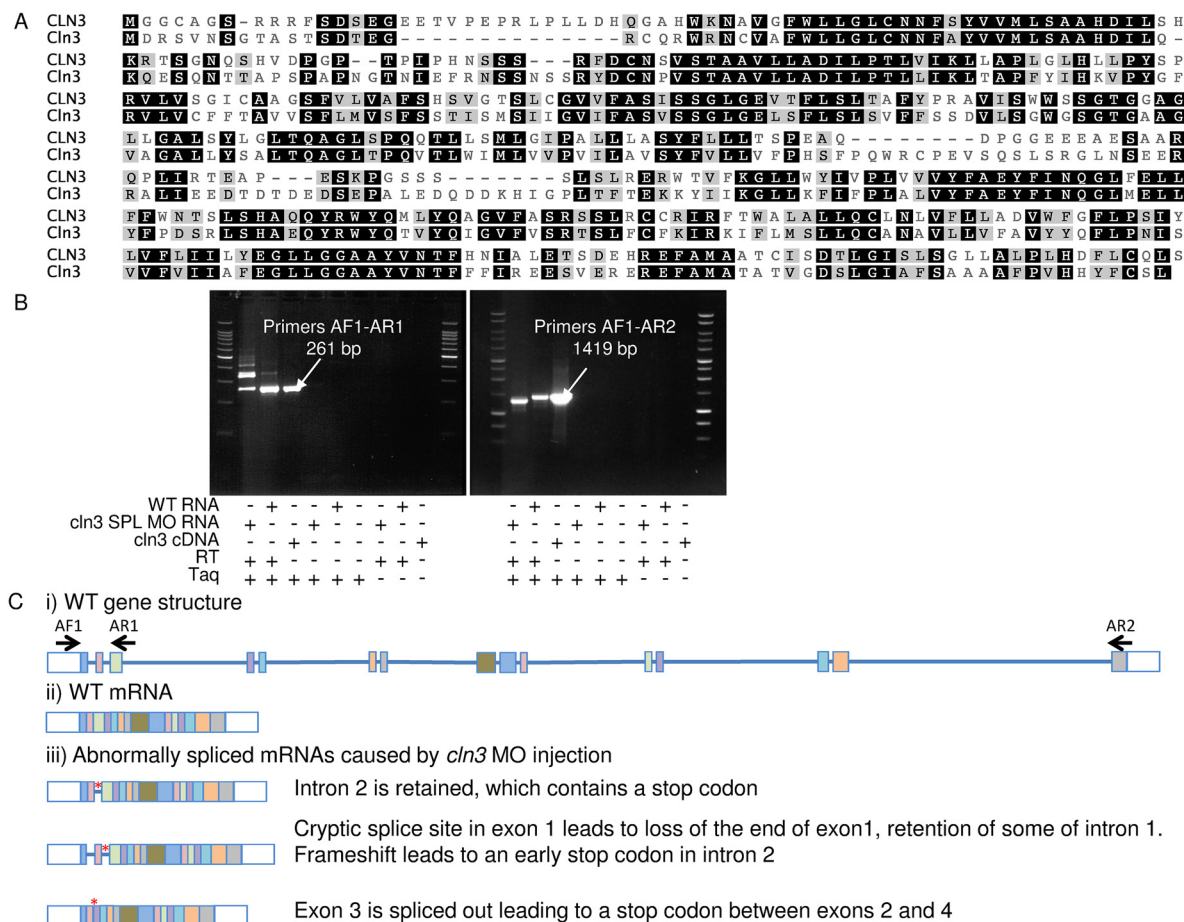 A
CLN3 MGGCAGS-RRRFSDSEGEETVPEPRLPLLDHQGAHWKNAVGFWLLGLCNNFSYVVMLSAAHDILSH
Cln3 MDRSVNSGTASTSDTEG---------------RCQRWRNCVAFWLLGLCNNFAYVVMLSAAHDILQ-
CLN3 KRTSGNQSHVDPGP--TPIPHNSSS---RFDCNSVSTAAVLLADILPTLVIKLLAPLGLHLLPYSP
Cln3 KQESQNTTAPSPAPNGTNIEFRNSSNSSRYDCNPVSTAAVLLADILPTLLIKLTAPFYIHKVPYGF
CLN3 RVLVSGICAAGSFVLVAFSHSVGTSLCGVVFASISSGLGEVTFLSLTAFYPRAVISWWSSGTGGAG
Cln3 RVLVCFFTAVVSFLMVSFSSTISMSIIGVIFASVSSGLGELSFLSLSVFFSSDVLSGWGSGTGAAG
CLN3 LLGALSYLGLTQAGLSPQQTLLSMLGIPALLLASYFLLLTSPEAQ---------DPGGEEEAESAAR
Cln3 VAGALLYSALTQAGLTPQVTLWIMLVVPVILAVSYFVLLVFPHSFPQWRCPEVSQSLSRGLNSEER
CLN3 QPLIRTEAP---ESKPGSSS------SLSLRERWTVFKGLLWYIVPLVVVYFAEYFINQGLFELL
Cln3 RALIEEDTDTDEDSEPALEDQDDKHIGPLTFTEKKYIIKGLLKFIFPLALVYFAEYFINQGLMELL
CLN3 FFWNTSLSHAQQYRWYQMLYQAGVFASRSSLRCCRIRFTWALALLQCLNLVFLLADVWFGFLPSIY
Cln3 YFPDSRLSHAEQYRWYQTVYQIGVFVSRTSLFCFKIRKIFLMSLLQCANAVLLVFAVYYQFLPNIS
CLN3 LVFLIILYEGLLGGAAYVNTFHNIALETSDEHREFAMAATCISDTLGISLSGLLALPLHDFLCQLS
Cln3 VVFVIIAFEGLLGGAAYVNTFFFIREESVEREREFAMATATVGDSLGIAFSAAAAFPVHHYFCSL
B
Primers AF1-AR1
261 bp
Primers AF1-AR2
1419 bp
WT RNA - + - - + - + - - + - - + - + -
cln3 SPL MO RNA + - - + - - + - - + - - + - - + - -
cln3 cDNA - - + - - - - - + - - + - - - - - +
RT + + - - - - + + - + + - - - - + + -
Taq + + + + + + - - - + + + + + + - - -
C
i) WT gene structure
AF1 AR1 AR2
ii) WT mRNA
iii) Abnormally spliced mRNAs caused by cln3 MO injection
*
Intron 2 is retained, which contains a stop codon
Cryptic splice site in exon 1 leads to loss of the end of exon1, retention of some of intron 1.
*
Frameshift leads to an early stop codon in intron 2
*
Exon 3 is spliced out leading to a stop codon between exons 2 and 4